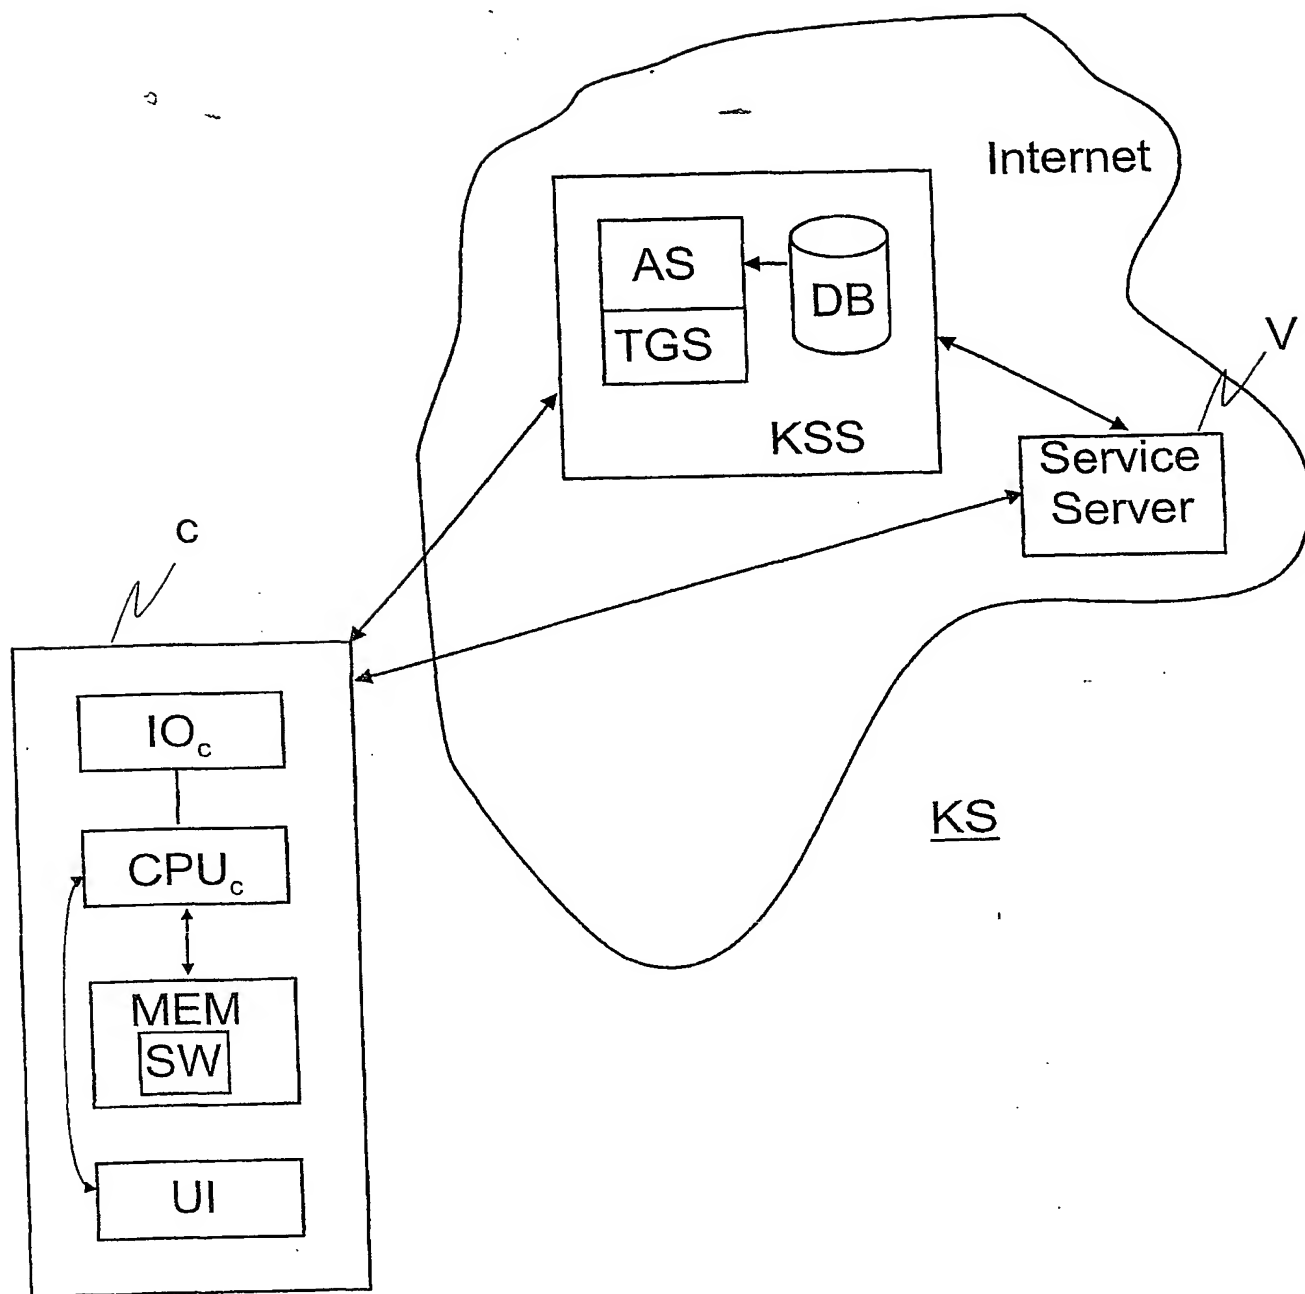 Internet
AS
DB
TGS
V
KSS
Service
Server
c
IOc
CPUc
KS
MEM
SW
UI